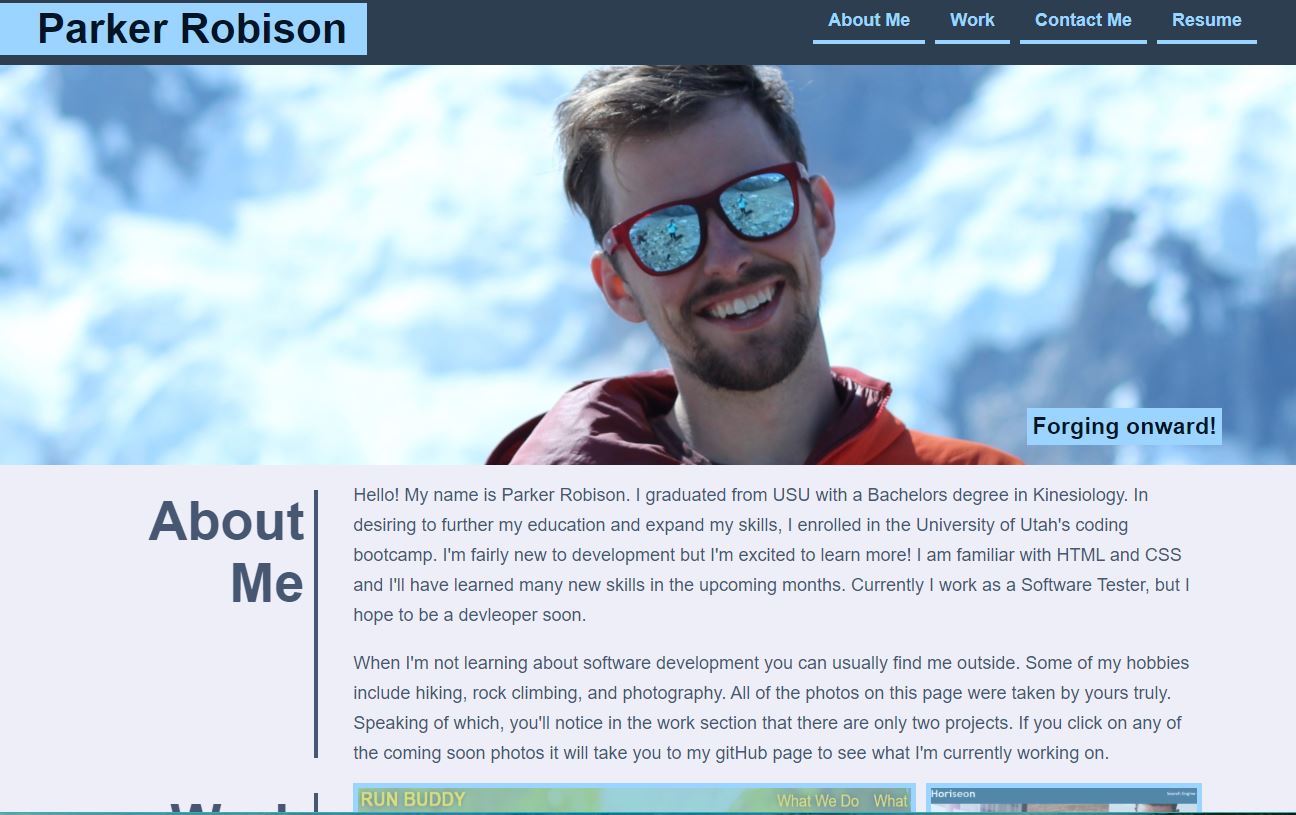 Parker Robison
About Me
Work
Contact Me
Resume
Forging onward!
About
Me
Hello! My name is Parker Robison. I graduated from USU with a Bachelors degree in Kinesiology. In
desiring to further my education and expand my skills, I enrolled in the University of Utah's coding
bootcamp. I'm fairly new to development but I'm excited to learn more! I am familiar with HTML and CSS
and I'll have learned many new skills in the upcoming months. Currently I work as a Software Tester, but I
hope to be a devleoper soon.
When I'm not learning about software development you can usually find me outside. Some of my hobbies
include hiking, rock climbing, and photography. All of the photos on this page were taken by yours truly.
Speaking of which, you'll notice in the work section that there are only two projects. If you click on any of
the coming soon photos it will take you to my gitHub page to see what I'm currently working on.
Work
RUN BUDDY
What We Do
What
Horiseon
Search Engine